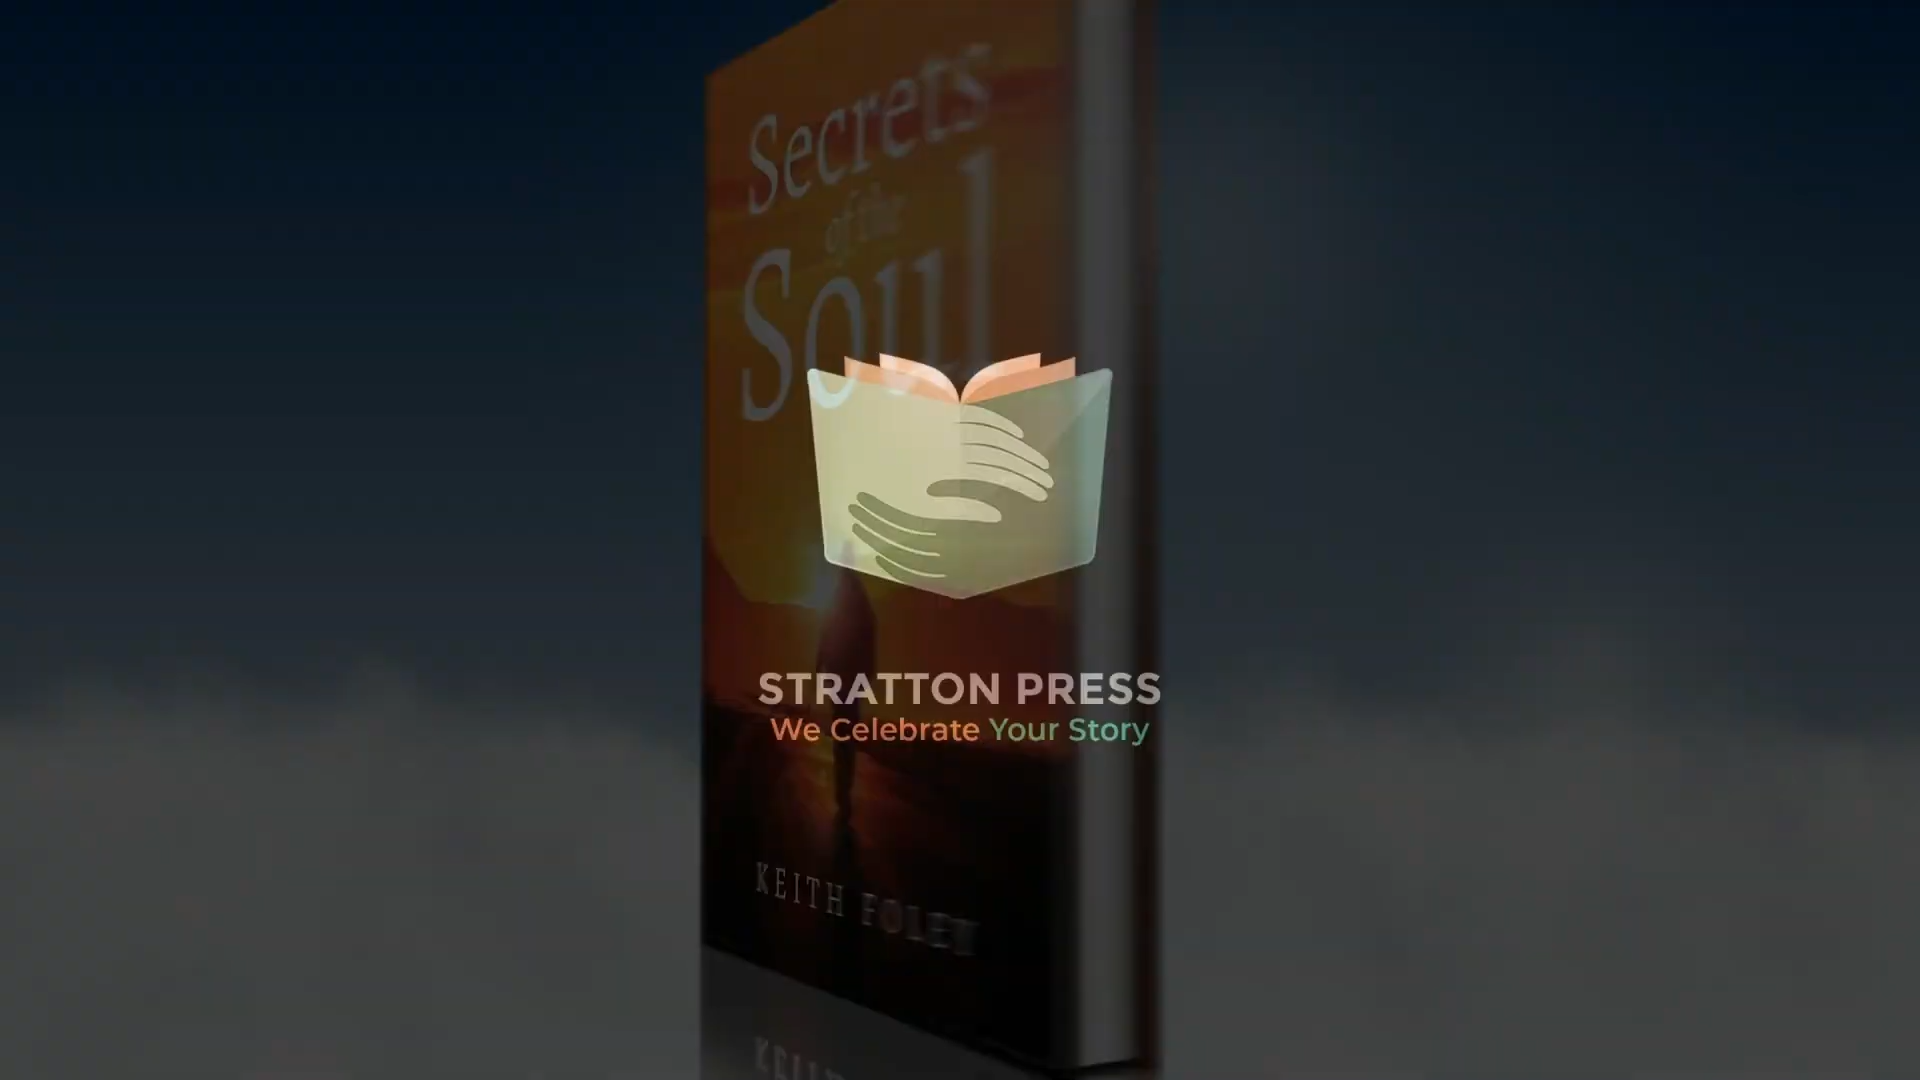 Secrets
of the
Soul
STRATTON PRESS
We Celebrate Your Story
KEITH FOLEY